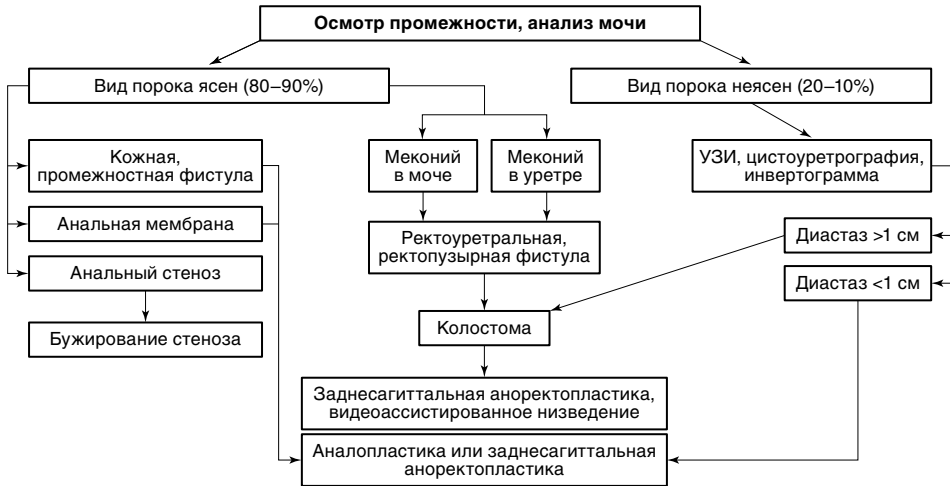 Осмотр промежности, анализ мочи
Вид порока ясен (80–90%)
Вид порока неясен (20–10%)
Кожная,
промежностная фистула
Меконий
в моче
Меконий
в уретре
УЗИ, цистоуретрография,
инвертограмма
Анальная мембрана
Ректоуретральная,
ректопузырная фистула
Диастаз >1 см
Анальный стеноз
Диастаз <1 см
Бужирование стеноза
Колостома
Заднесагиттальная аноректопластика,
видеоассистированное низведение
Аналопластика или заднесагиттальная
аноректопластика